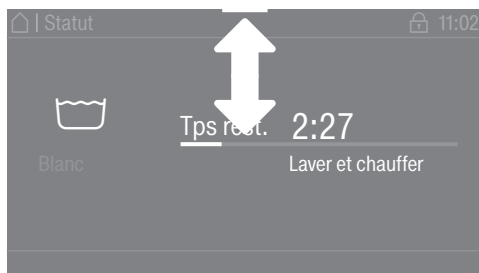 | Statut 11:02
Tps rest. 2:27
Blanc Laver et chauffer